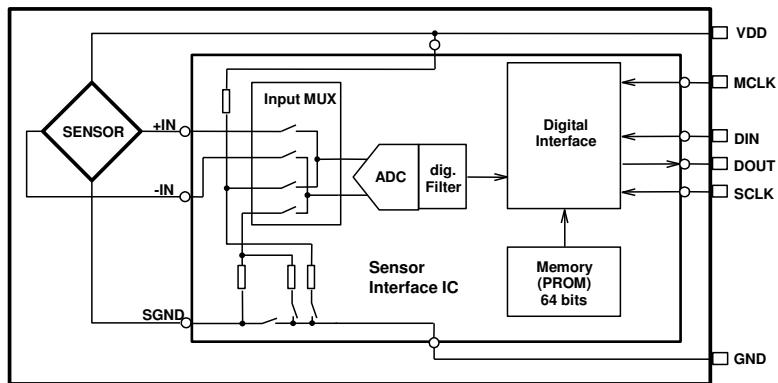 VDD
MCLK
Input MUX
SENSOR
+IN
Digital
Interface
DIN
DOUT
ADC
dig.
Filter
-IN
SCLK
Sensor
Interface IC
Memory
(PROM)
64 bits
SGND
GND